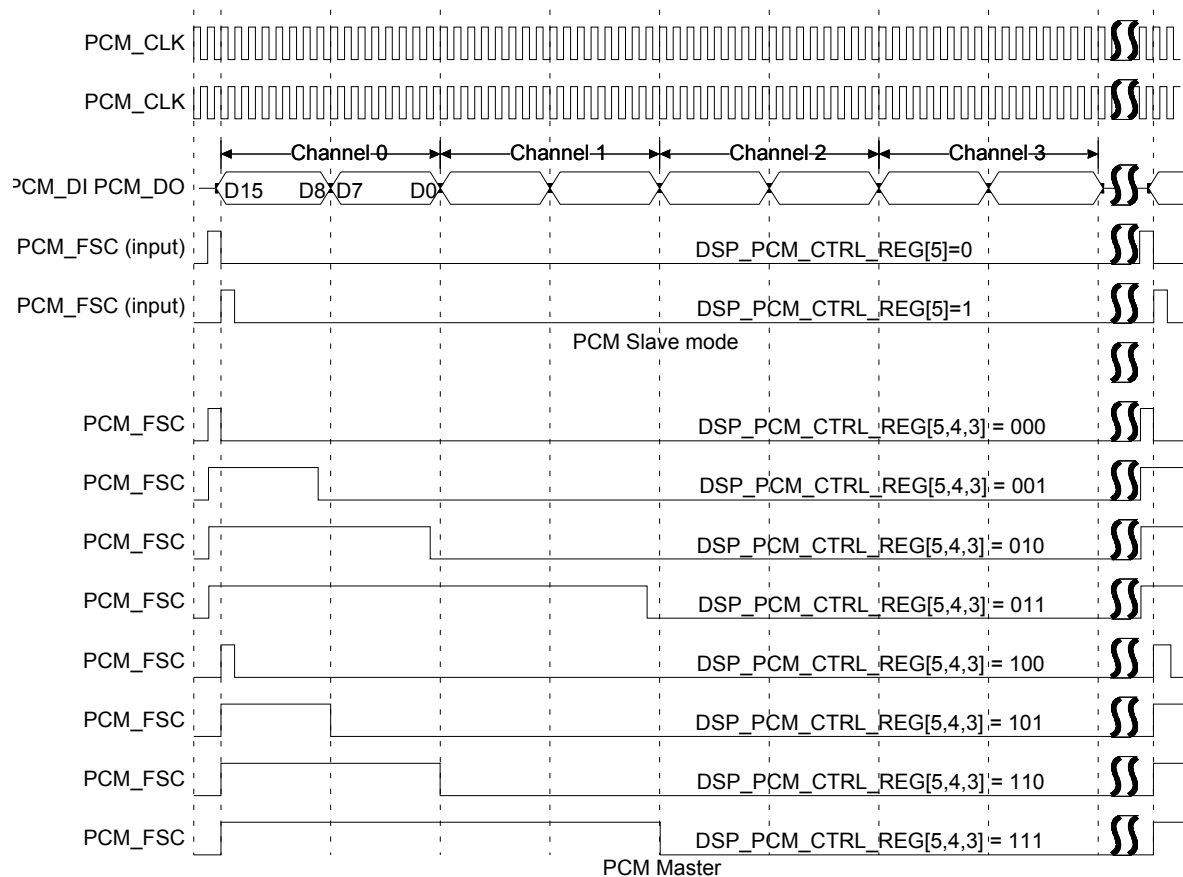 PCM_CLK
PCM_CLK
Channel 0 Channel 1 Channel 2 Channel 3
PCM_DI PCM_DO D15 D8 D7 D0
PCM_FSC (input) DSP_PCM_CTRL_REG[5]=0
PCM_FSC (input) DSP_PCM_CTRL_REG[5]=1
PCM Slave mode
PCM_FSC DSP_PCM_CTRL_REG[5,4,3] = 000
PCM_FSC DSP_PCM_CTRL_REG[5,4,3] = 001
PCM_FSC DSP_PCM_CTRL_REG[5,4,3] = 010
PCM_FSC DSP_PCM_CTRL_REG[5,4,3] = 011
PCM_FSC DSP_PCM_CTRL_REG[5,4,3] = 100
PCM_FSC DSP_PCM_CTRL_REG[5,4,3] = 101
PCM_FSC DSP_PCM_CTRL_REG[5,4,3] = 110
PCM_FSC DSP_PCM_CTRL_REG[5,4,3] = 111
PCM Master